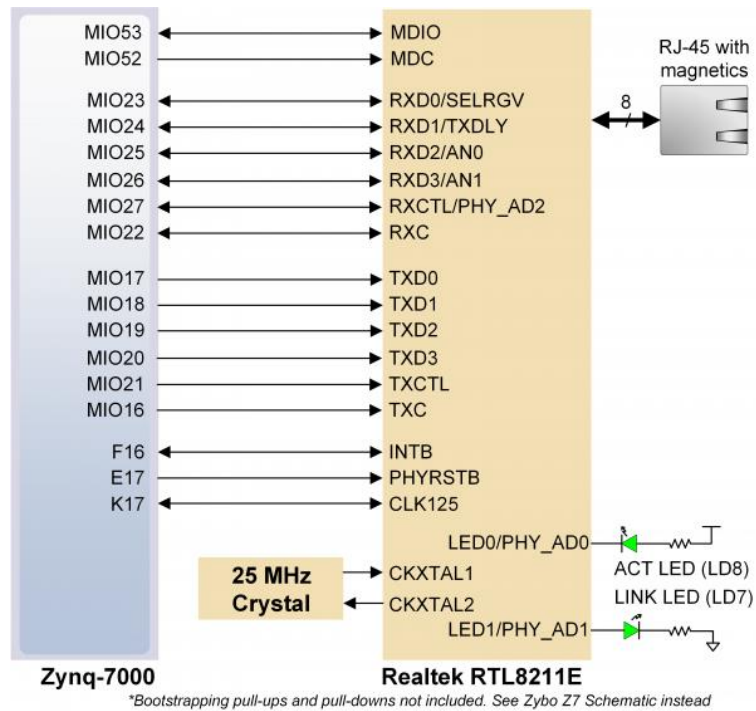 MIO53 MDIO
MIO52 MDC
RJ-45 with
magnetics
MIO23 RXD0/SELRGV
8
MIO24 RXD1/TXDLY
MIO25 RXD2/AN0
MIO26 RXD3/AN1
MIO27 RXCTL/PHY_AD2
MIO22 RXC
MIO17 TXD0
MIO18 TXD1
MIO19 TXD2
MIO20 TXD3
MIO21 TXCTL
MIO16 TXC
F16 INTB
E17 PHYRSTB
K17 CLK125
LED0/PHY_AD0
ACT LED (LD8)
25 MHz
Crystal
CKXTAL1
CKXTAL2
LINK LED (LD7)
LED1/PHY_AD1
Zynq-7000 Realtek RTL8211E
*Bootstrapping pull-ups and pull-downs not included. See Zybo Z7 Schematic instead